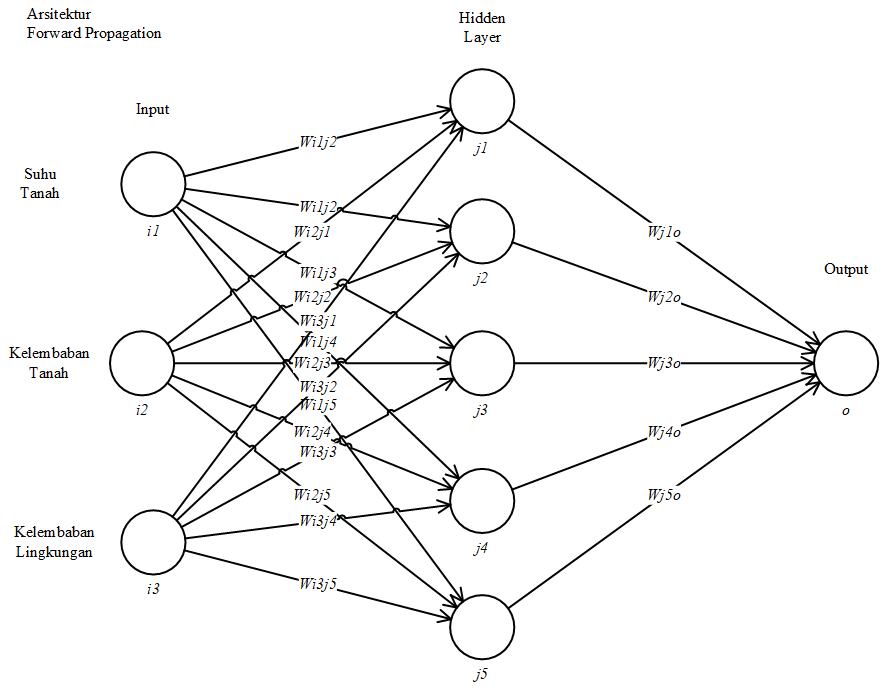 Arsitektur
Forward Propagation
Hidden
Layer
Input
Suhu
Tanah
i1
Kelembaban
Tanah
i2
Kelembaban
Lingkungan
i3
Wi1j2
Wi1j2
Wi2j1
Wi1j3
Wi2j2
Wi3j1
Wi1j4
Wi2j3
Wi3j2
Wi1j5
Wi2j4
Wi3j3
Wi2j5
Wi3j4
Wi3j5
j1
j2
j3
j4
j5
Wj1o
Wj2o
Wj3o
Wj4o
Wj5o
Output
o